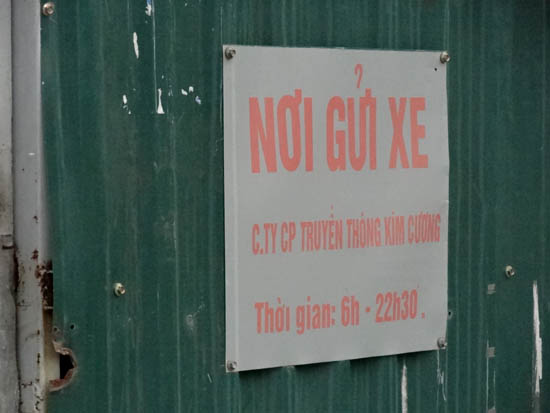 NƠI GỬI XE
C.TY CP TRUYỀN THÔNG KIM CƯƠNG
Thời gian: 6h - 22h30.